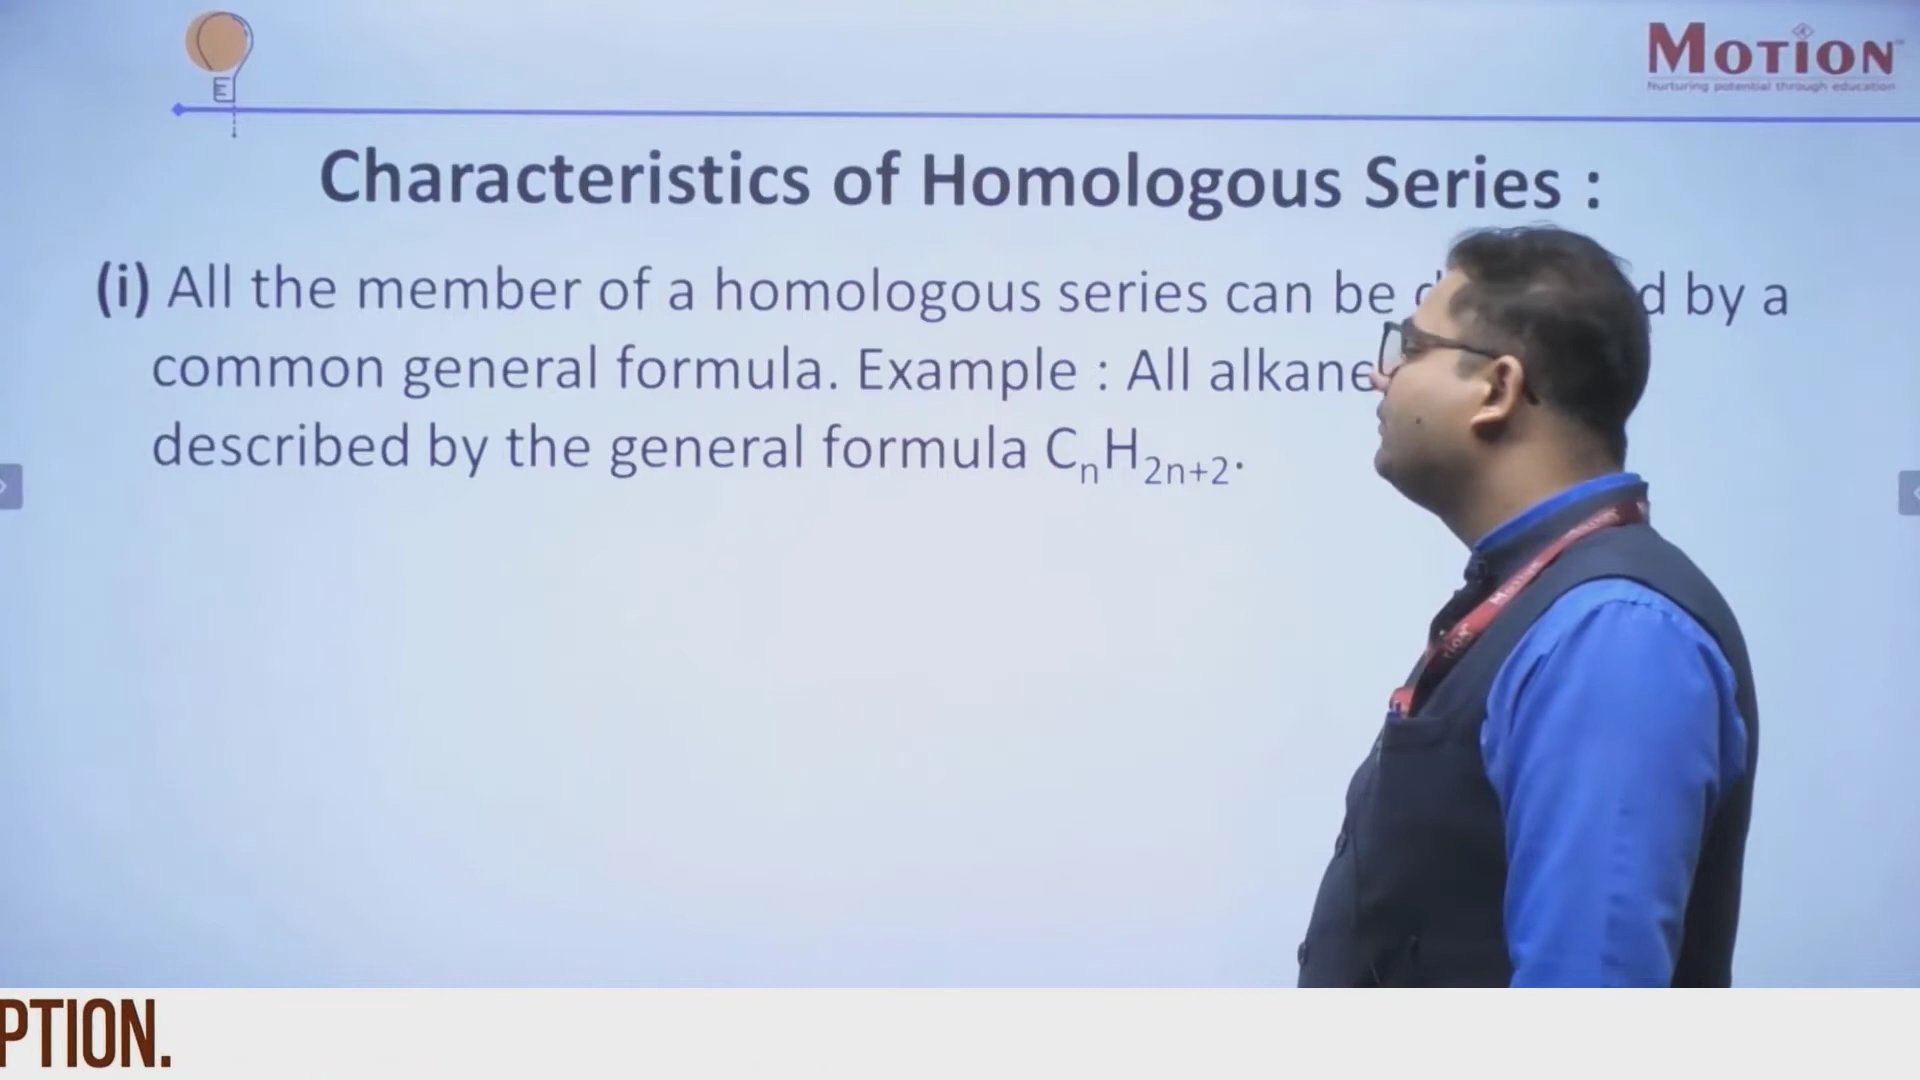 MOTION
Nurturing potential through education
Characteristics of Homologous Series :
(i) All the member of a homologous series can be by a
common general formula. Example : All
described by the general formula CₙH₂ₙ₊₂.
PTION.